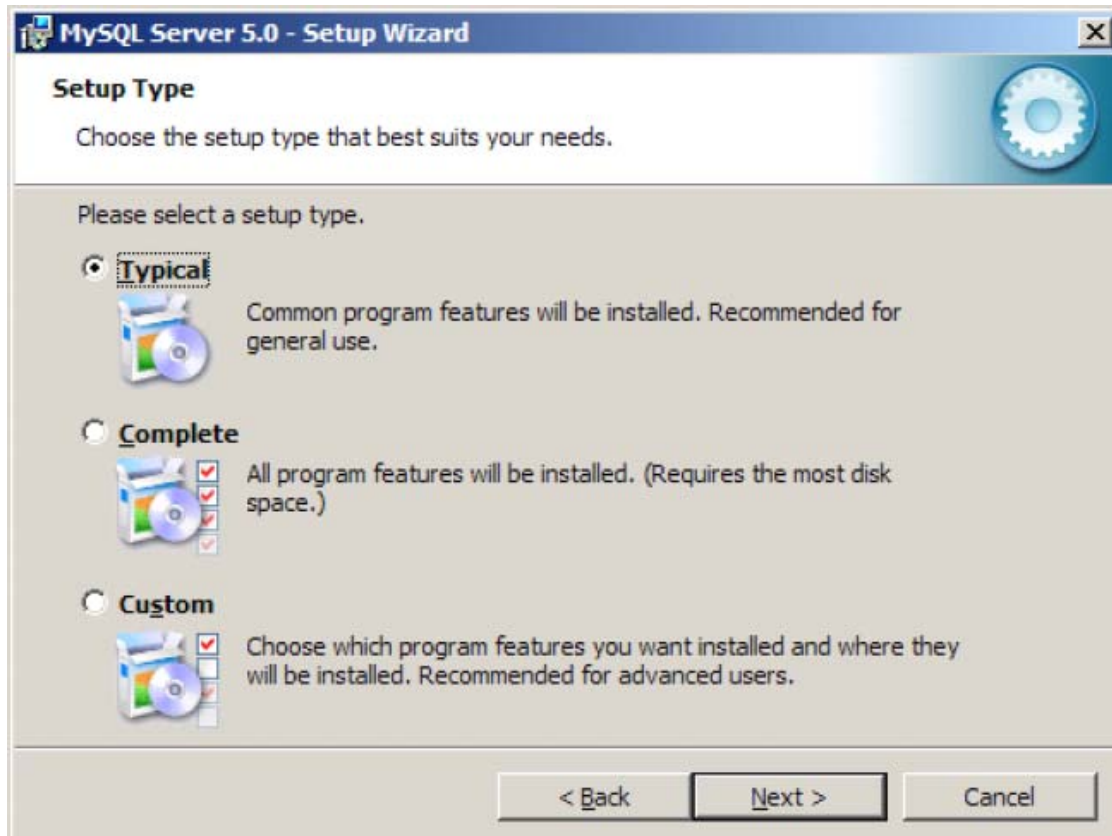 MySQL Server 5.0 - Setup Wizard
Setup Type
Choose the setup type that best suits your needs.
Please select a setup type.
Typical
Common program features will be installed. Recommended for
general use.
Complete
All program features will be installed. (Requires the most disk
space.)
Custom
Choose which program features you want installed and where they
will be installed. Recommended for advanced users.
< Back
Next >
Cancel